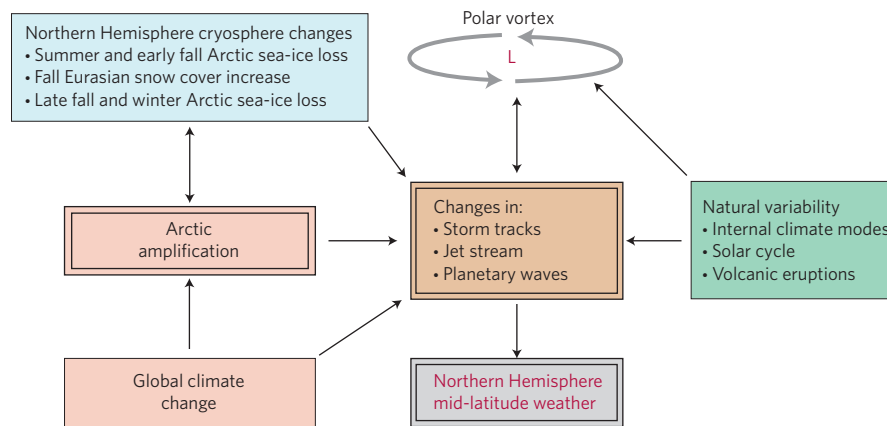 Northern Hemisphere cryosphere changes
• Summer and early fall Arctic sea-ice loss
• Fall Eurasian snow cover increase
• Late fall and winter Arctic sea-ice loss
Polar vortex
L
Arctic
amplification
Changes in:
• Storm tracks
• Jet stream
• Planetary waves
Natural variability
• Internal climate modes
• Solar cycle
• Volcanic eruptions
Global climate
change
Northern Hemisphere
mid-latitude weather